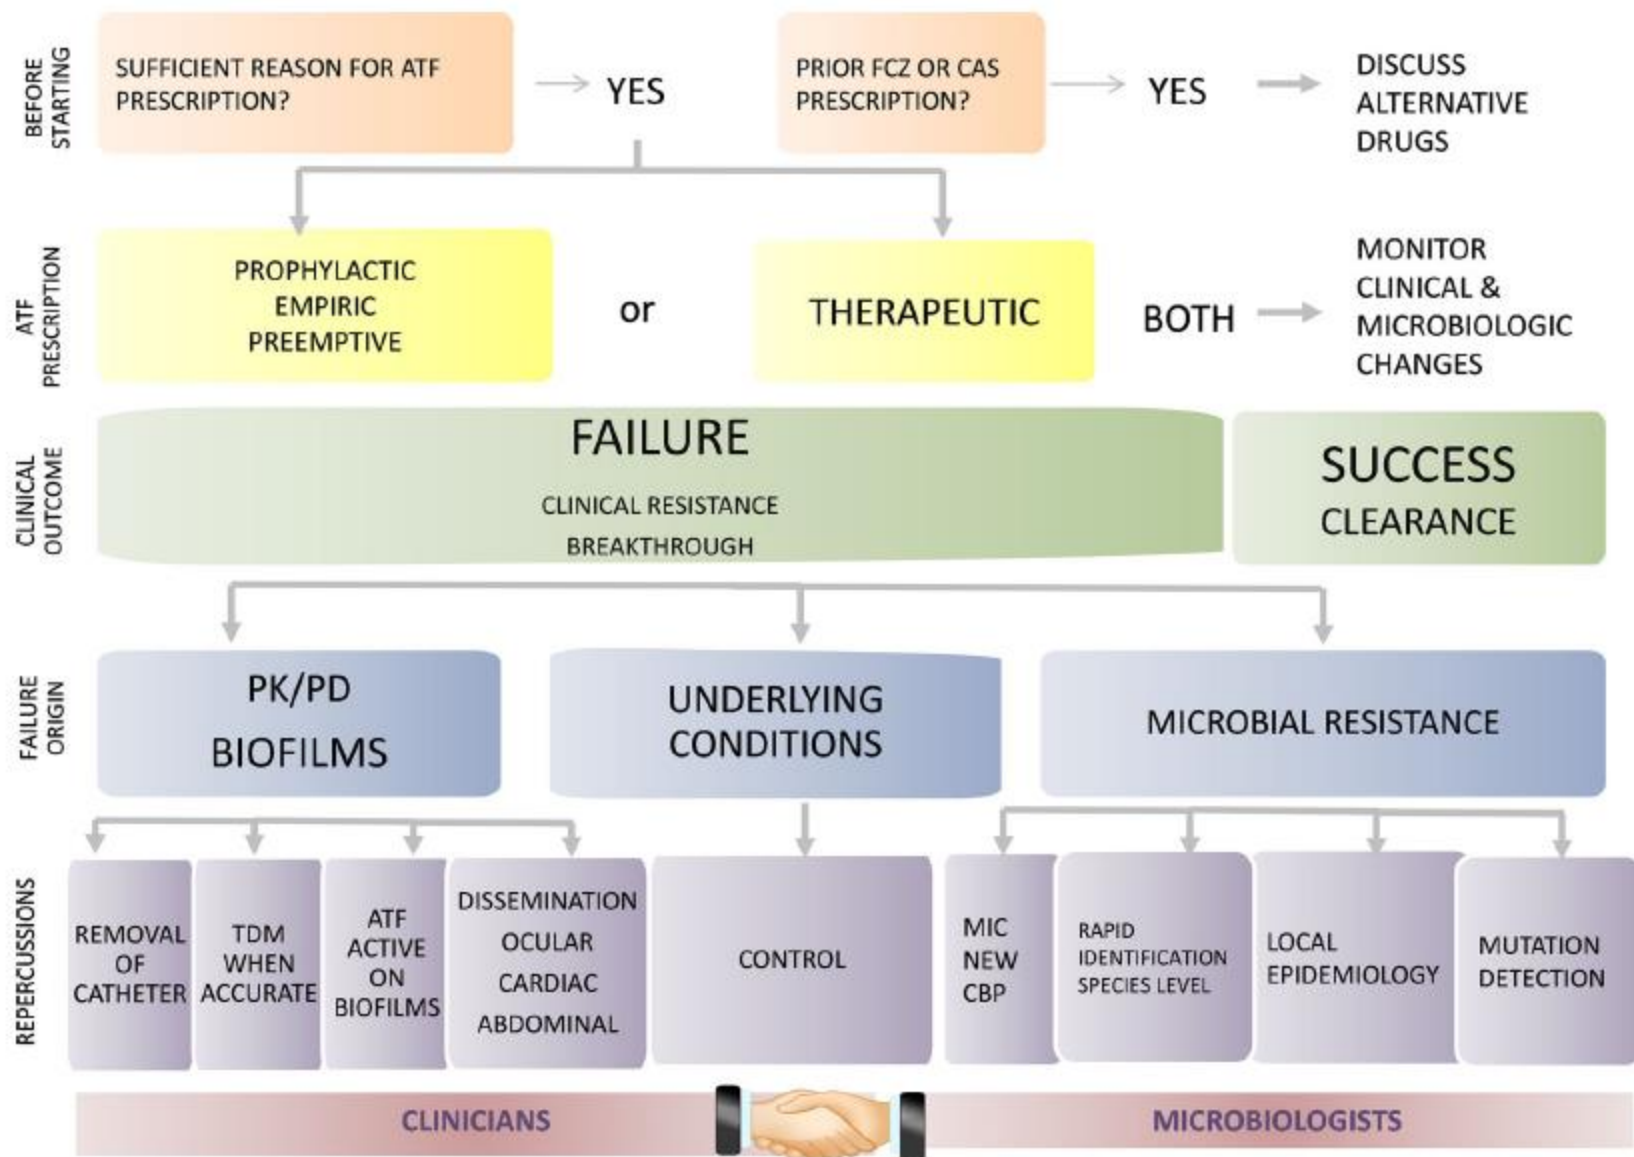 BEFORE
STARTING
SUFFICIENT REASON FOR ATF
PRESCRIPTION?
YES
PRIOR FCZ OR CAS
PRESCRIPTION?
YES
DISCUSS
ALTERNATIVE
DRUGS
ATF
PRESCRIPTION
PROPHYLACTIC
EMPIRIC
PREEMPTIVE
or
THERAPEUTIC
BOTH
MONITOR
CLINICAL &
MICROBIOLOGIC
CHANGES
CLINICAL
OUTCOME
FAILURE
CLINICAL RESISTANCE
BREAKTHROUGH
SUCCESS
CLEARANCE
FAILURE
ORIGIN
PK/PD
BIOFILMS
UNDERLYING
CONDITIONS
MICROBIAL RESISTANCE
REPERCUSSIONS
REMOVAL
OF
CATHETER
TDM
WHEN
ACCURATE
ATF
ACTIVE
ON
BIOFILMS
DISSEMINATION
OCULAR
CARDIAC
ABDOMINAL
CONTROL
MIC
NEW
CBP
RAPID
IDENTIFICATION
SPECIES LEVEL
LOCAL
EPIDEMIOLOGY
MUTATION
DETECTION
CLINICIANS
MICROBIOLOGISTS